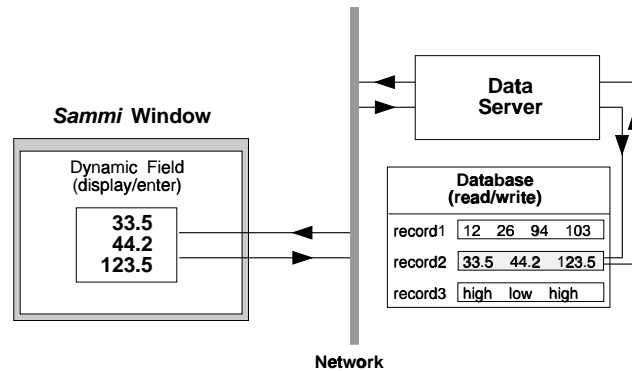 Sammi Window
Dynamic Field
(display/enter)
33.5
44.2
123.5
Network
Data
Server
Database
(read/write)
record1 12 26 94 103
record2 33.5 44.2 123.5
record3 high low high